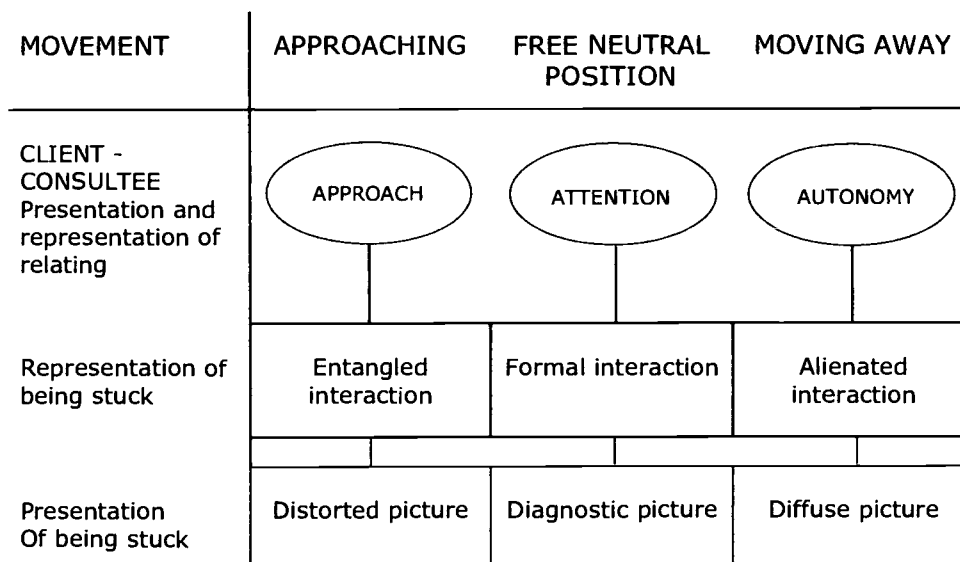 MOVEMENT APPROACHING FREE NEUTRAL MOVING AWAY
POSITION
CLIENT -
CONSULTEE
Presentation and
representation of
relating
APPROACH ATTENTION AUTONOMY
Representation of Entangled Formal interaction Alienated
being stuck interaction interaction
Presentation Distorted picture Diagnostic picture Diffuse picture
Of being stuck